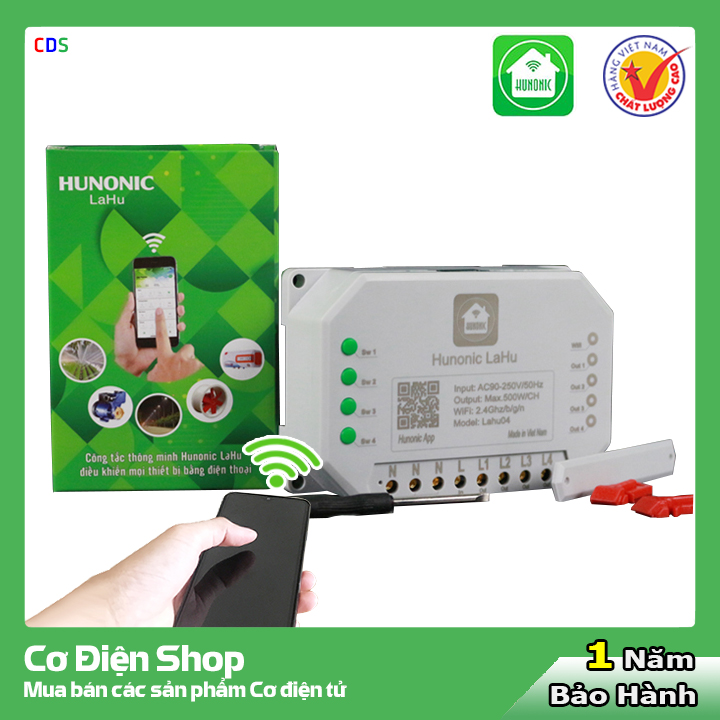 CDS
HUNONIC
HÀNG VIỆT NAM
CHẤT LƯỢNG CAO
HUNONIC
LaHu
Công tắc thông minh Hunonic LaHu
điều khiển mọi thiết bị bằng điện thoại
HUNONIC
Hunonic LaHu
Input: AC90-250V/50Hz
Output: Max.500W/CH
WiFi: 2.4Ghz/b/g/n
Model: Lahu04
Hunonic App
Made in Viet Nam
Sw 1
Sw 2
Sw 3
Sw 4
Wifi
Out 1
Out 2
Out 3
Out 4
N N N L L1 L2 L3 L4
Cơ Điện Shop
Mua bán các sản phẩm Cơ điện tử
1 Năm
Bảo Hành